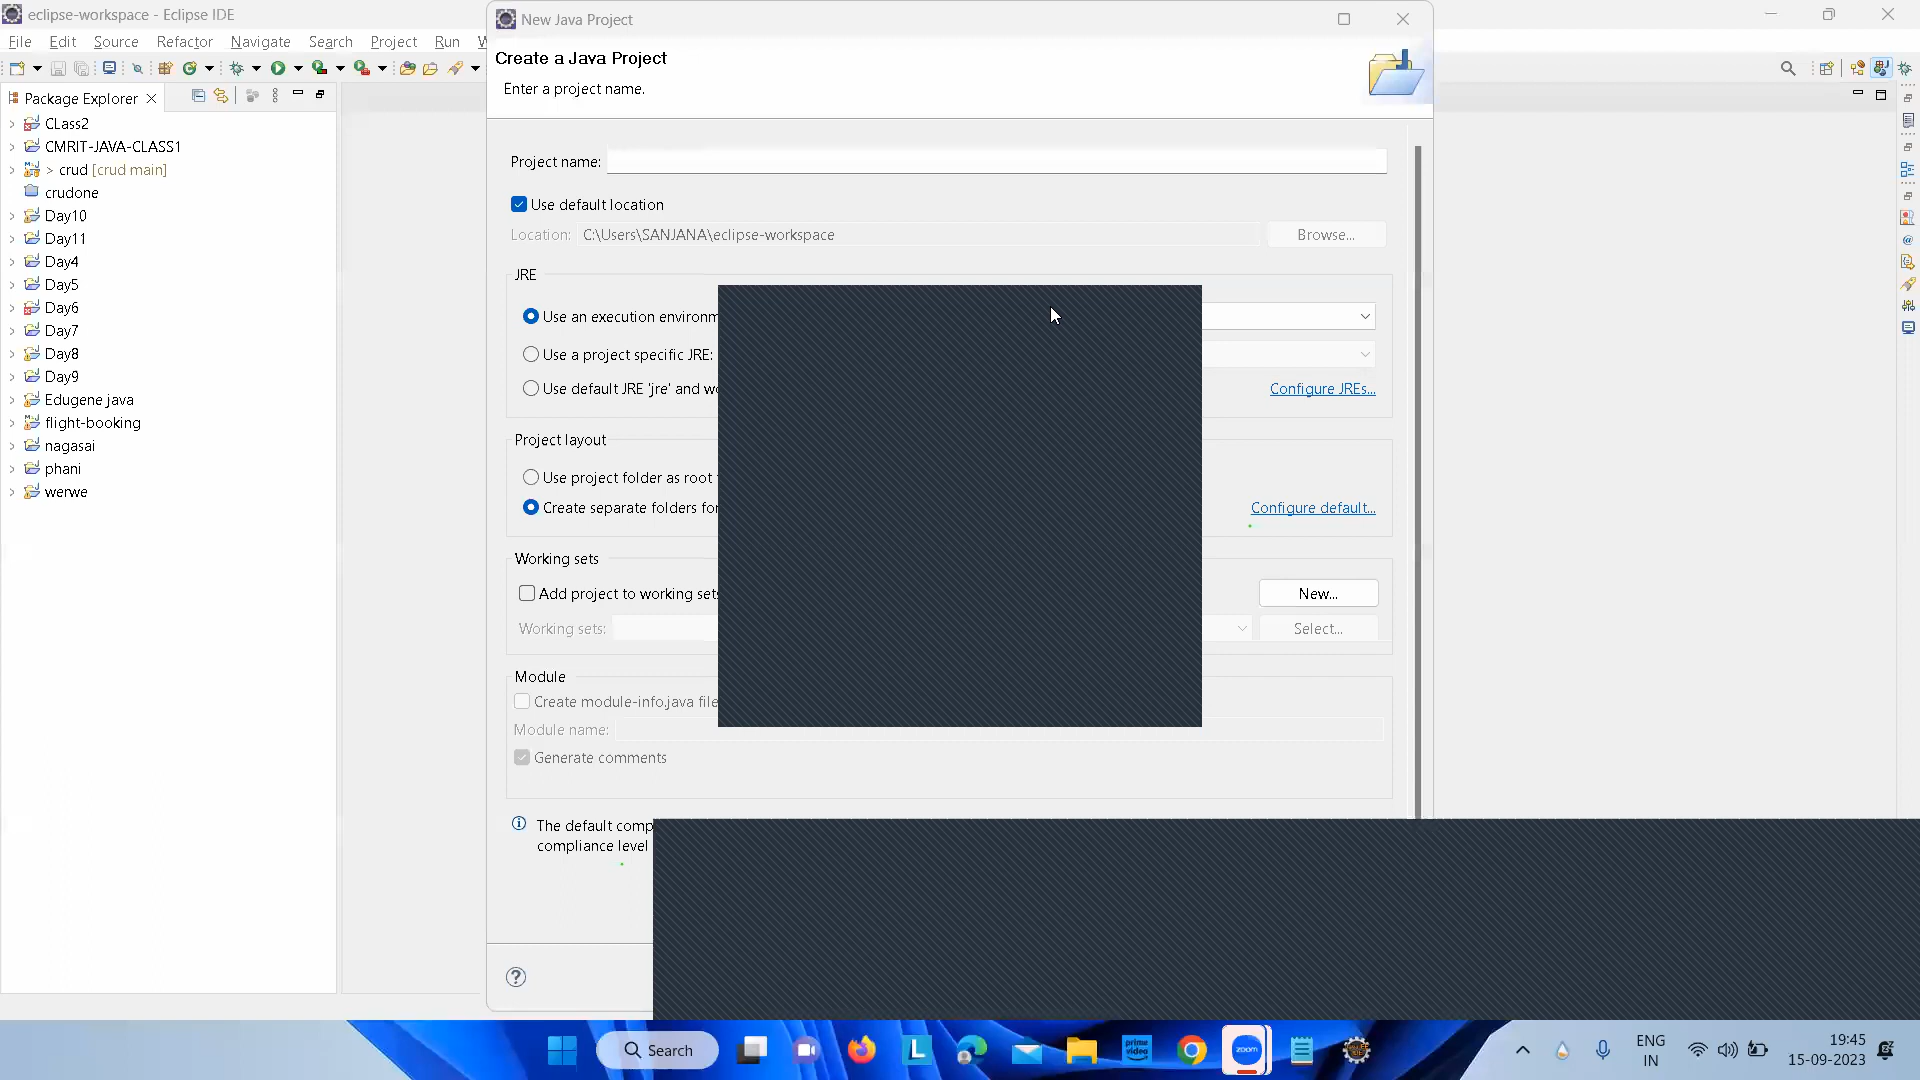 eclipse-workspace - Eclipse IDE
New Java Project
File Edit Source Refactor Navigate Search Project Run
Create a Java Project
Enter a project name.
Package Explorer
CLass2
CMRIT-JAVA-CLASS1
> crud [crud main]
crudone
Day10
Day11
Day4
Day5
Day6
Day7
Day8
Day9
Edugene java
flight-booking
nagasai
phani
werwe
Project name:
Use default location
Location: C:\Users\SANJANA\eclipse-workspace Browse...
JRE
Use an execution
Use a project specific JRE:
Use default JRE 'jre' and Configure JREs...
Project layout
Use project folder as root
Create separate folders for Configure default...
Working sets
Add project to working sets New...
Working sets: Select...
Module
Create module-info.java file
Module name:
Generate comments
The default
compliance level
Search
prime video
zoom
ENG
IN
19:45
15-09-2023